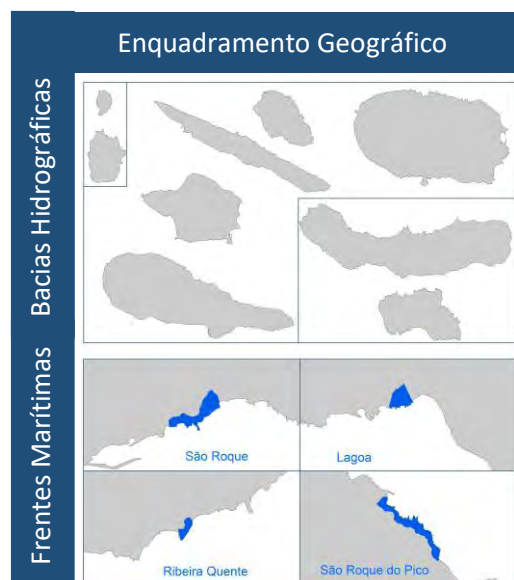 Enquadramento Geográfico
Bacias Hidrográficas
Frentes Marítimas
São Roque
Lagoa
Ribeira Quente
São Roque do Pico